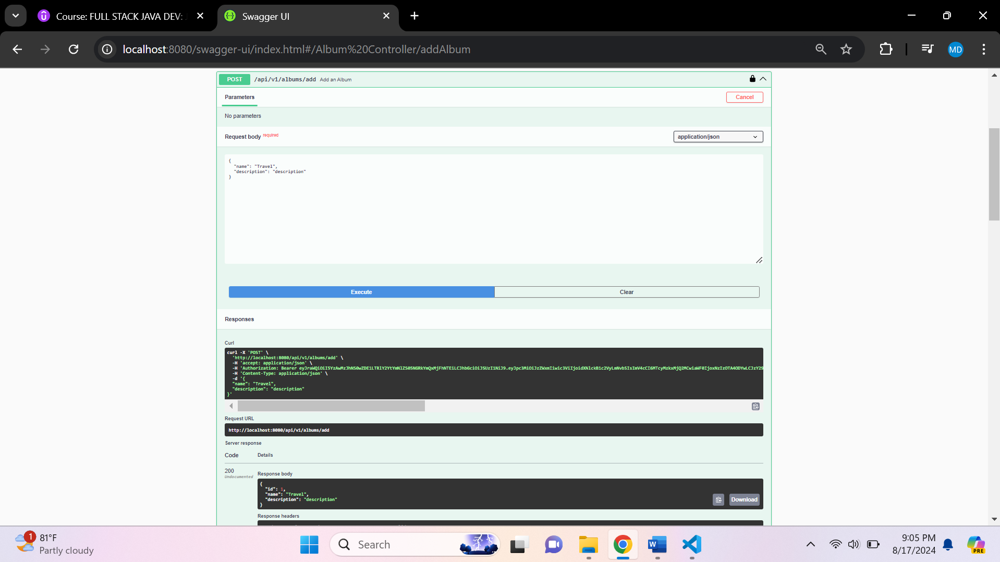 Course: FULL STACK JAVA DEV:
Swagger UI
localhost:8080/swagger-ui/index.html#/Album%20Controller/addAlbum
MD
POST /api/v1/albums/add Add an Album
Parameters
Cancel
No parameters
Request body required
application/json
{
"name": "Travel",
"description": "description"
}
Execute
Clear
Responses
Curl
curl -X 'POST' \
'http://localhost:8080/api/v1/albums/add' \
-H 'accept: application/json' \
-H 'Authorization: Bearer
-H 'Content-Type: application/json' \
-d '{
"name": "Travel",
"description": "description"
}'
Request URL
http://localhost:8080/api/v1/albums/add
Server response
Code Details
200
Undocumented
Response body
{
"id": 1,
"name": "Travel",
"description": "description"
}
Download
Response headers
1
81°F
Partly cloudy
Search
PRE
9:05 PM
8/17/2024